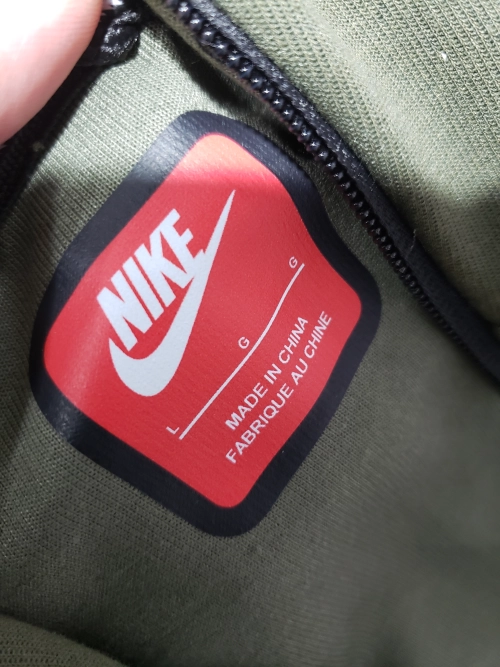 NIKE
L G G
MADE IN CHINA
FABRIQUE AU CHINE